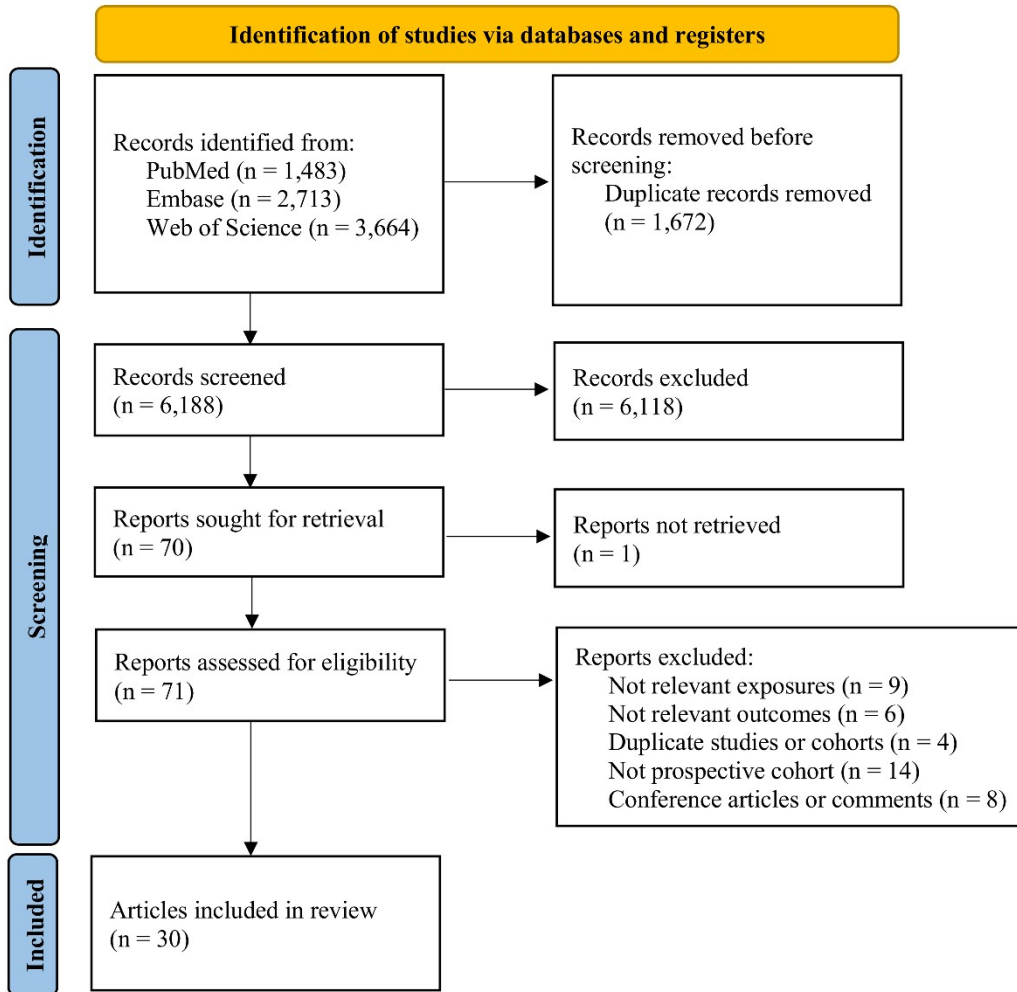 Identification of studies via databases and registers
Identification
Records identified from:
PubMed (n = 1,483)
Embase (n = 2,713)
Web of Science (n = 3,664)
Records removed before
screening:
Duplicate records removed
(n = 1,672)
Screening
Records screened
(n = 6,188)
Records excluded
(n = 6,118)
Reports sought for retrieval
(n = 70)
Reports not retrieved
(n = 1)
Reports assessed for eligibility
(n = 71)
Reports excluded:
Not relevant exposures (n = 9)
Not relevant outcomes (n = 6)
Duplicate studies or cohorts (n = 4)
Not prospective cohort (n = 14)
Conference articles or comments (n = 8)
Included
Articles included in review
(n = 30)